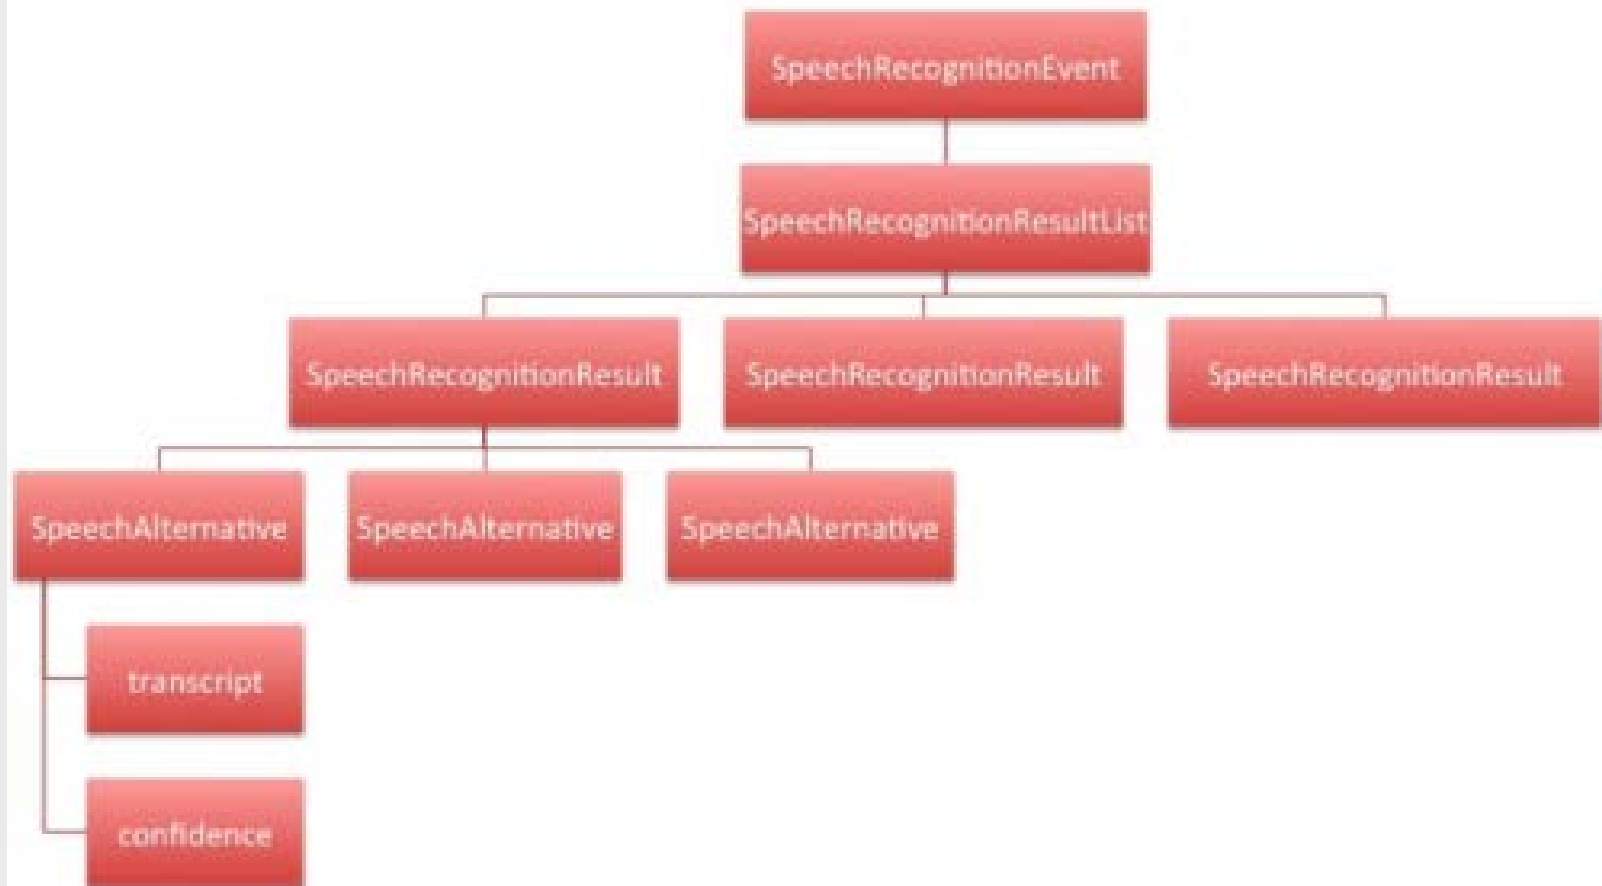 SpeechRecognitionEvent
SpeechRecognitionResultList
SpeechRecognitionResult
SpeechRecognitionResult
SpeechRecognitionResult
SpeechAlternative
SpeechAlternative
SpeechAlternative
transcript
confidence